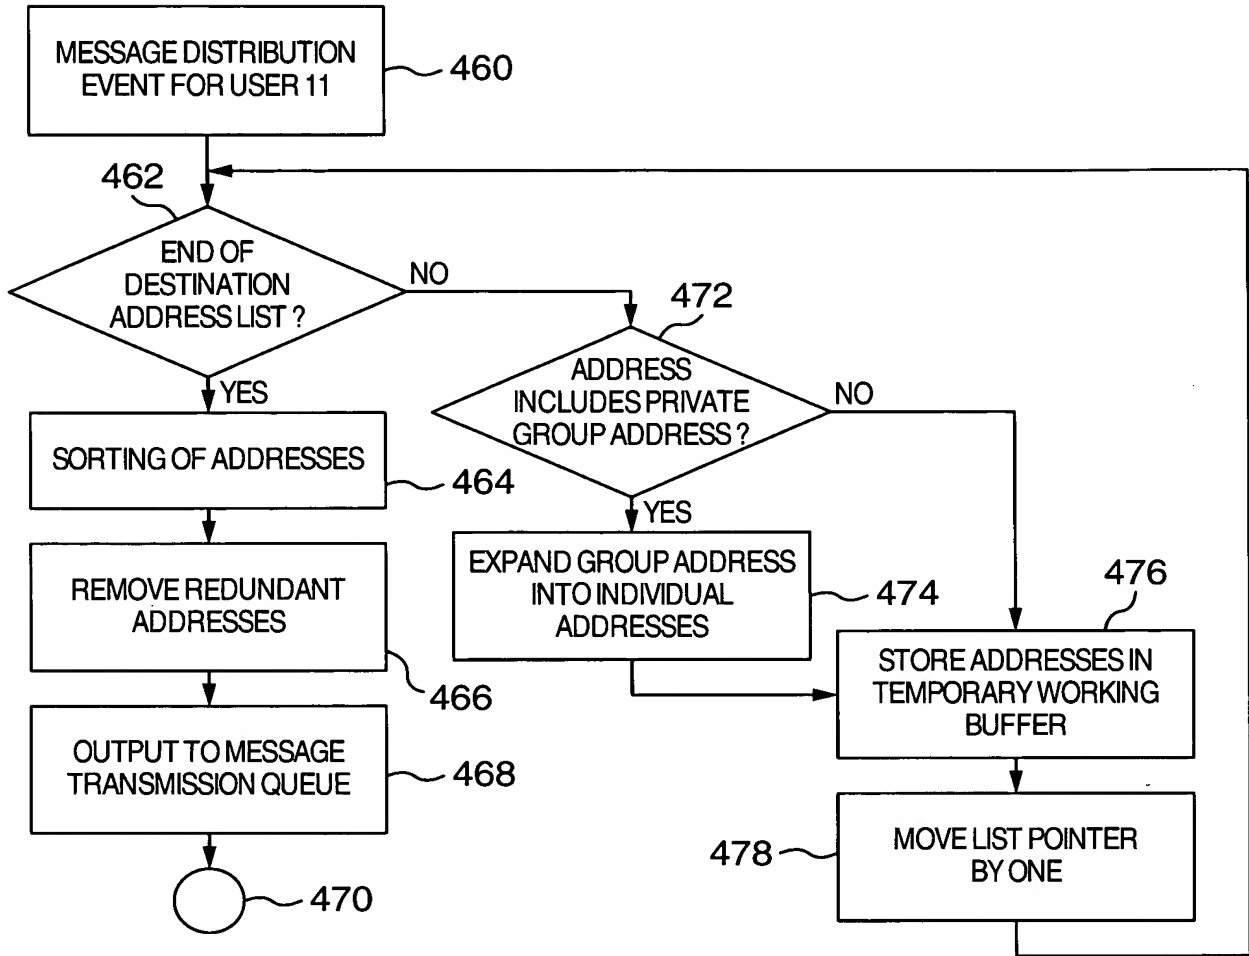 MESSAGE DISTRIBUTION
EVENT FOR USER 11
460
462
END OF
DESTINATION
ADDRESS LIST ?
NO
YES
472
ADDRESS
INCLUDES PRIVATE
GROUP ADDRESS ?
NO
YES
SORTING OF ADDRESSES
464
REMOVE REDUNDANT
ADDRESSES
466
EXPAND GROUP ADDRESS
INTO INDIVIDUAL
ADDRESSES
474
476
STORE ADDRESSES IN
TEMPORARY WORKING
BUFFER
OUTPUT TO MESSAGE
TRANSMISSION QUEUE
468
478
MOVE LIST POINTER
BY ONE
470